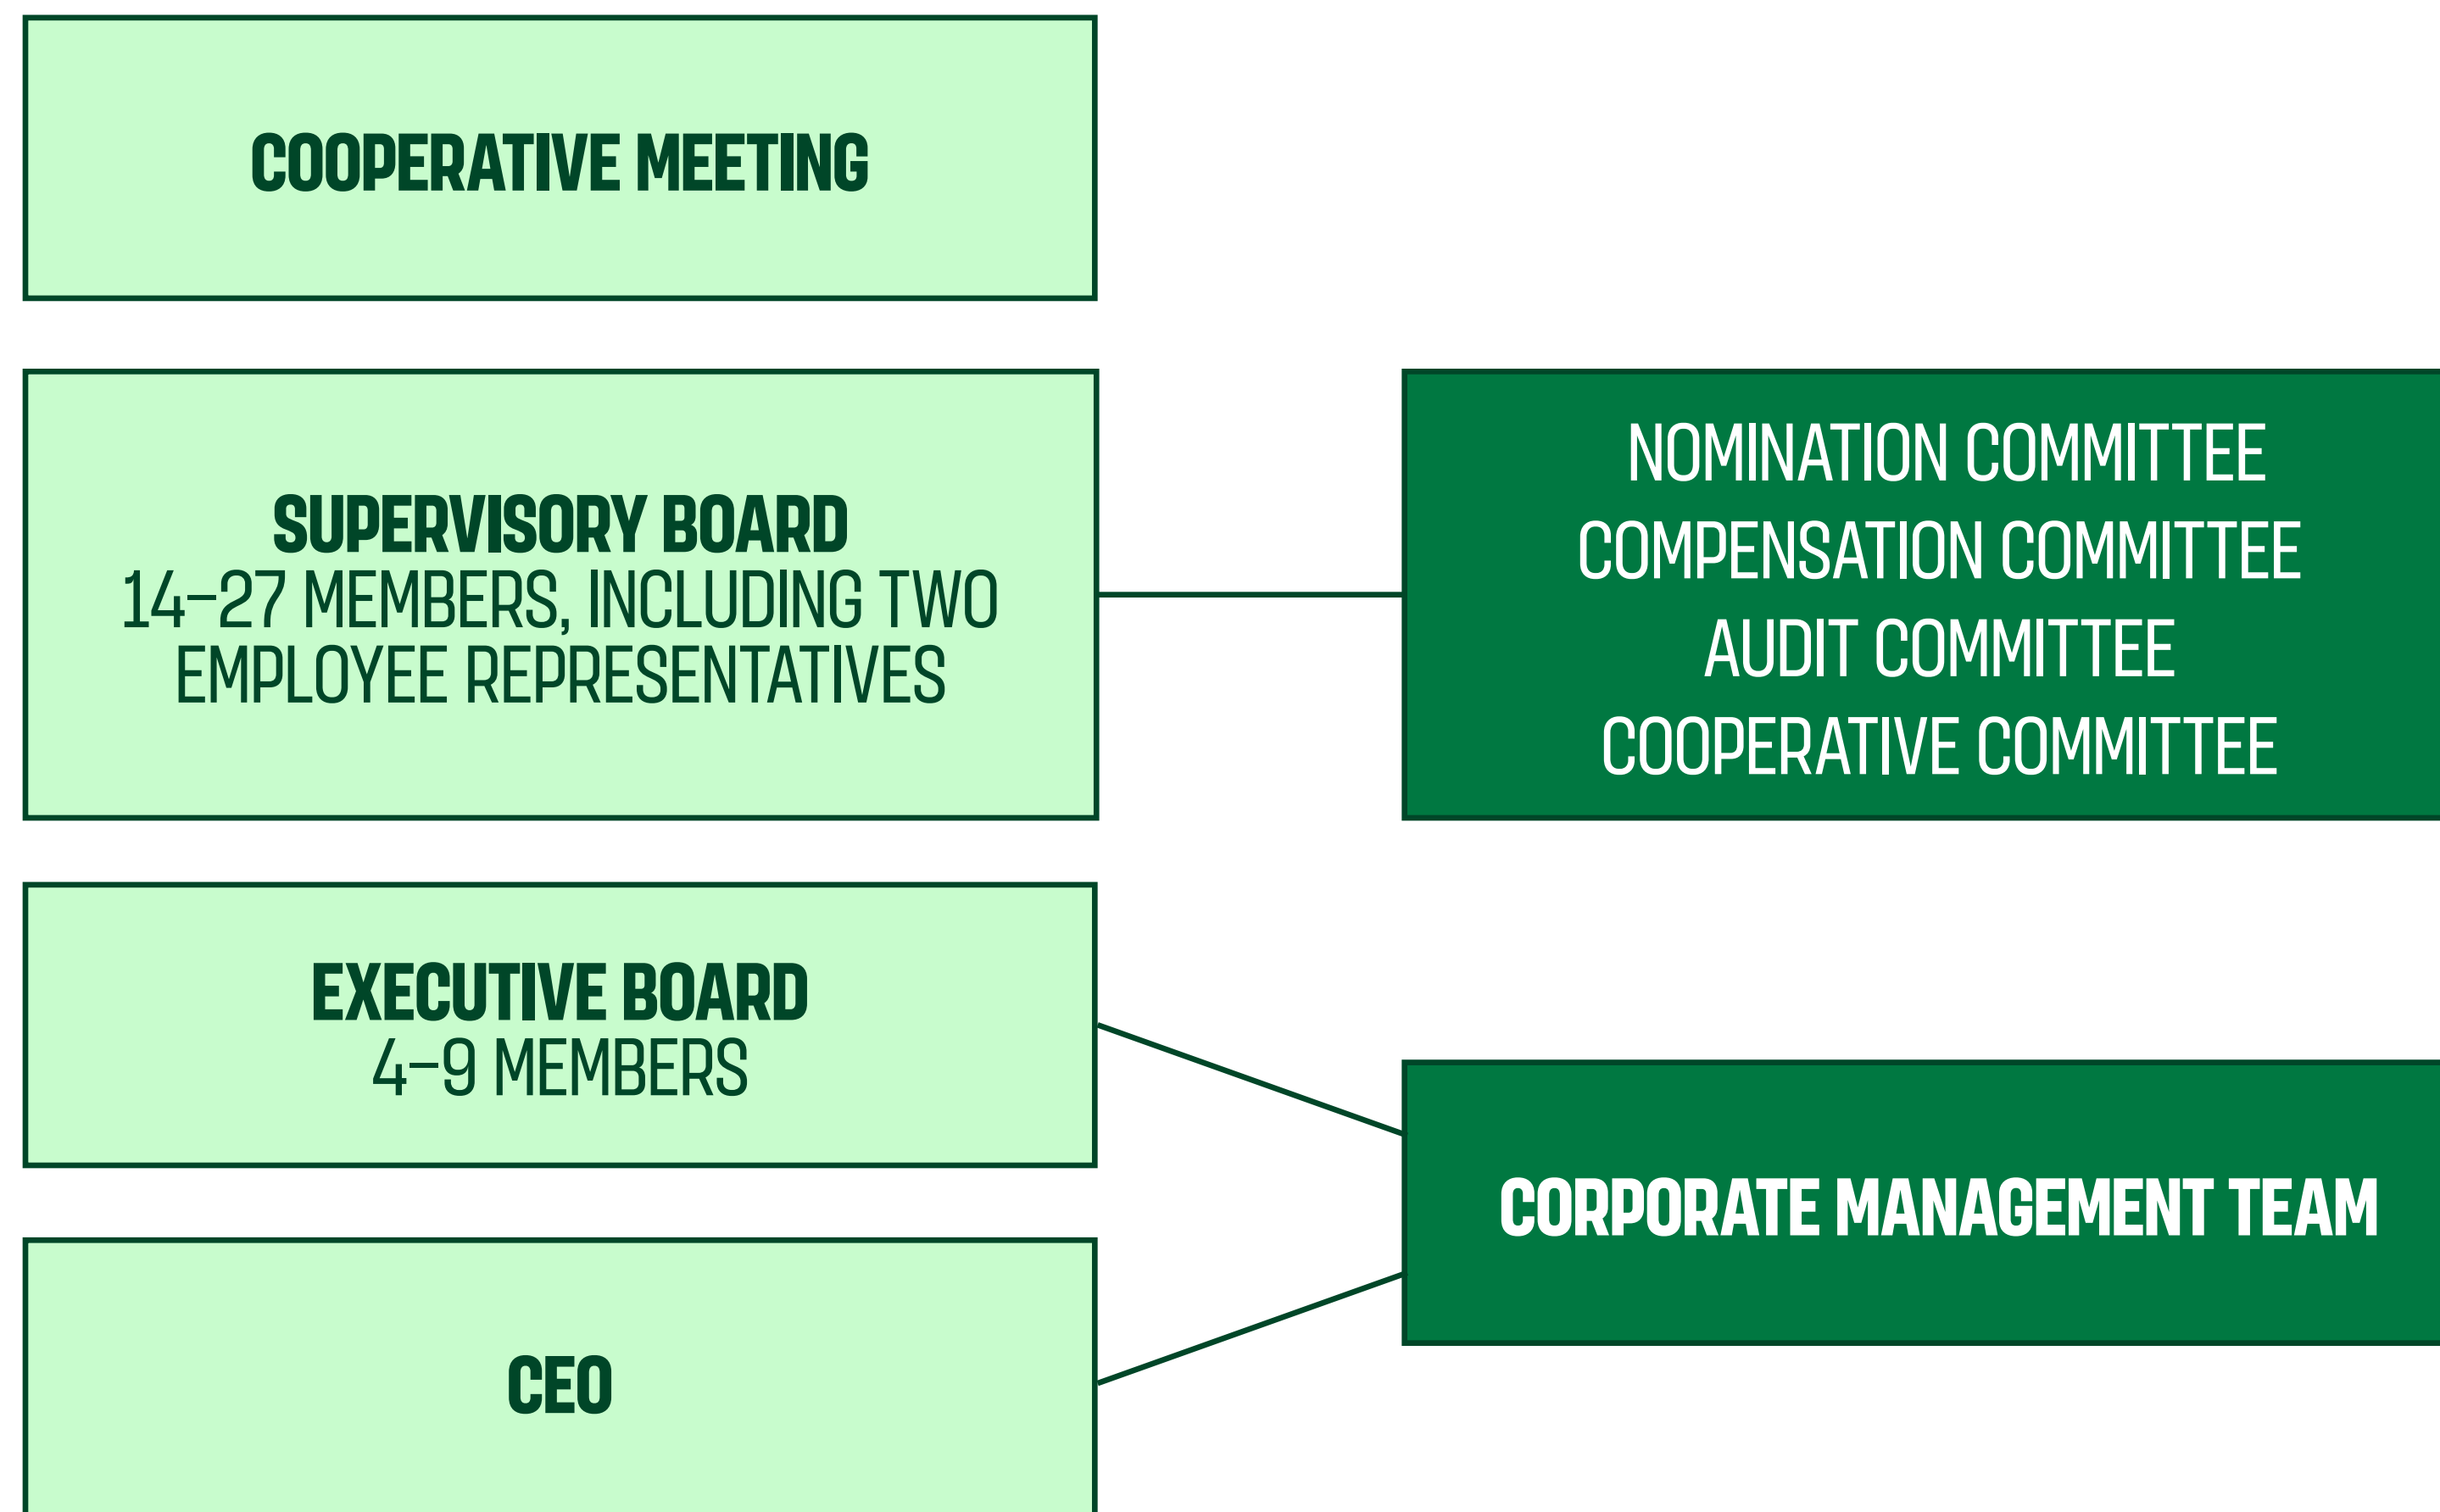 COOPERATIVE MEETING
SUPERVISORY BOARD
14–27 MEMBERS, INCLUDING TWO
EMPLOYEE REPRESENTATIVES
NOMINATION COMMITTEE
COMPENSATION COMMITTEE
AUDIT COMMITTEE
COOPERATIVE COMMITTEE
EXECUTIVE BOARD
4–9 MEMBERS
CORPORATE MANAGEMENT TEAM
CEO